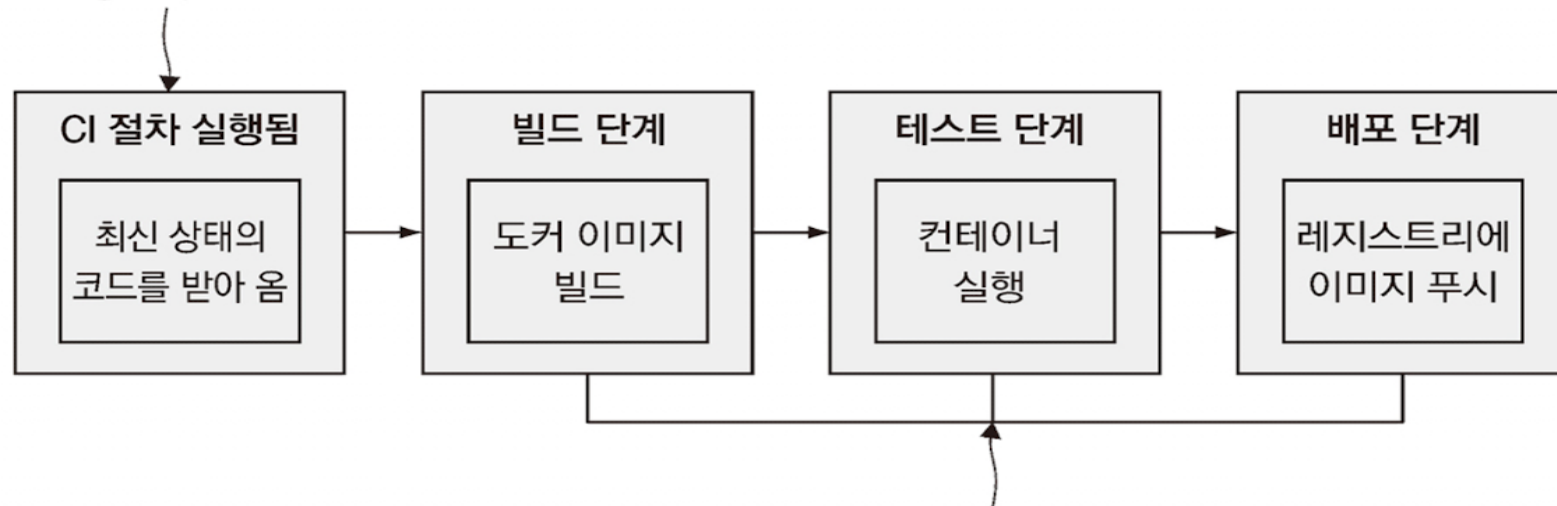 CI 절차 실행됨
최신 상태의
코드를 받아 옴
빌드 단계
도커 이미지
빌드
테스트 단계
컨테이너
실행
배포 단계
레지스트리에
이미지 푸시